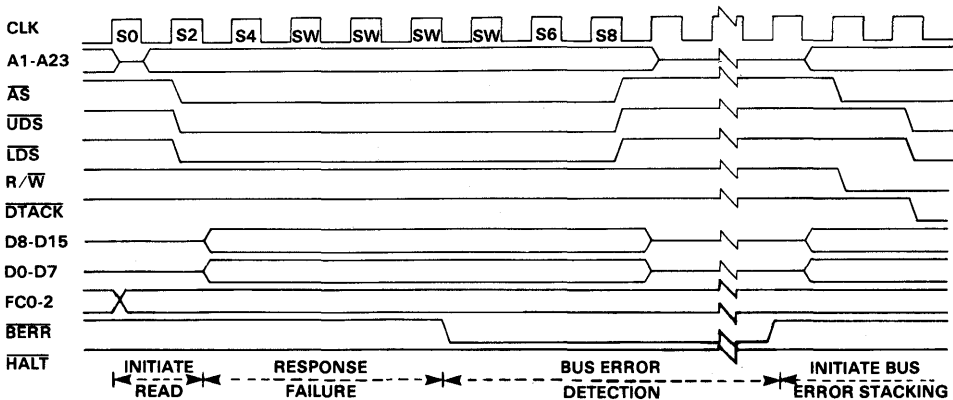 CLK
S0 S2 S4 SW SW SW SW S6 S8
A1-A23
AS
UDS
LDS
R/W
DTACK
D8-D15
D0-D7
FC0-2
BERR
HALT
INITIATE READ
RESPONSE FAILURE
BUS ERROR DETECTION
INITIATE BUS ERROR STACKING